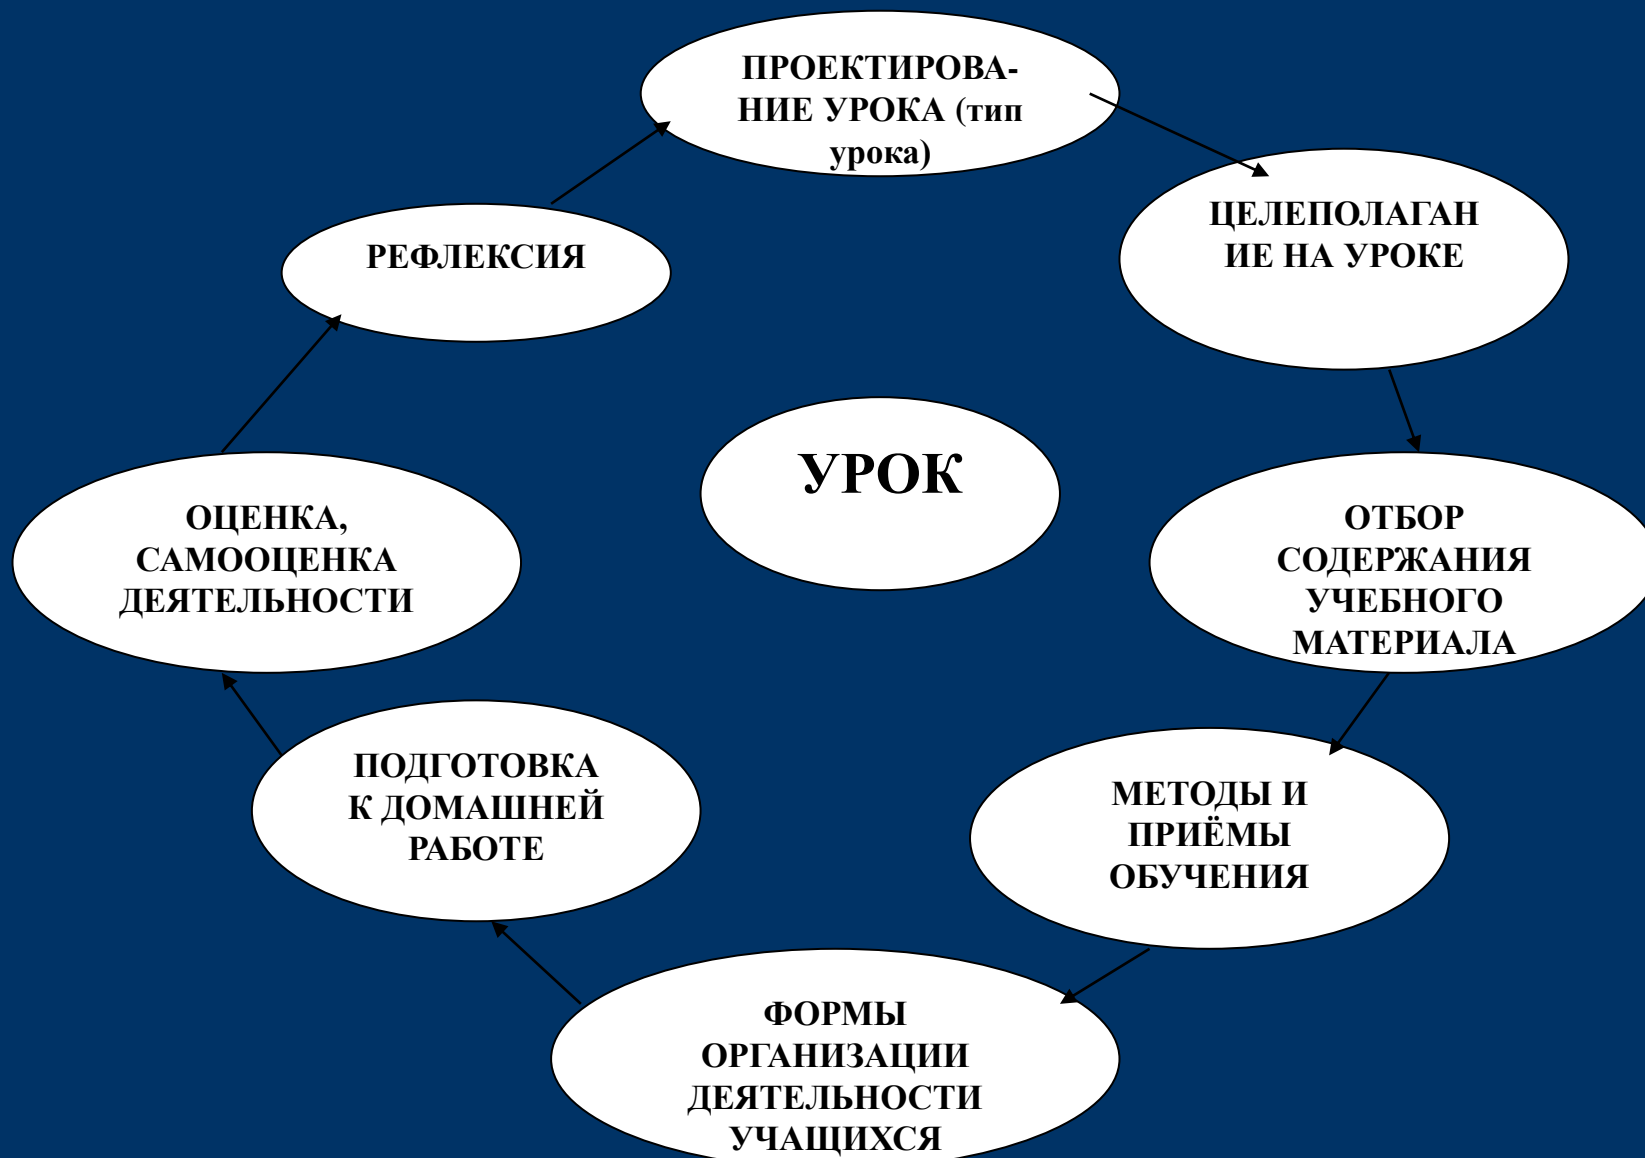 ПРОЕКТИРОВА-
НИЕ УРОКА (тип
урока)
ЦЕЛЕПОЛАГАН
ИЕ НА УРОКЕ
ОТБОР
СОДЕРЖАНИЯ
УЧЕБНОГО
МАТЕРИАЛА
МЕТОДЫ И
ПРИЁМЫ
ОБУЧЕНИЯ
ФОРМЫ
ОРГАНИЗАЦИИ
ДЕЯТЕЛЬНОСТИ
УЧАЩИХСЯ
ПОДГОТОВКА
К ДОМАШНЕЙ
РАБОТЕ
ОЦЕНКА,
САМООЦЕНКА
ДЕЯТЕЛЬНОСТИ
РЕФЛЕКСИЯ
УРОК